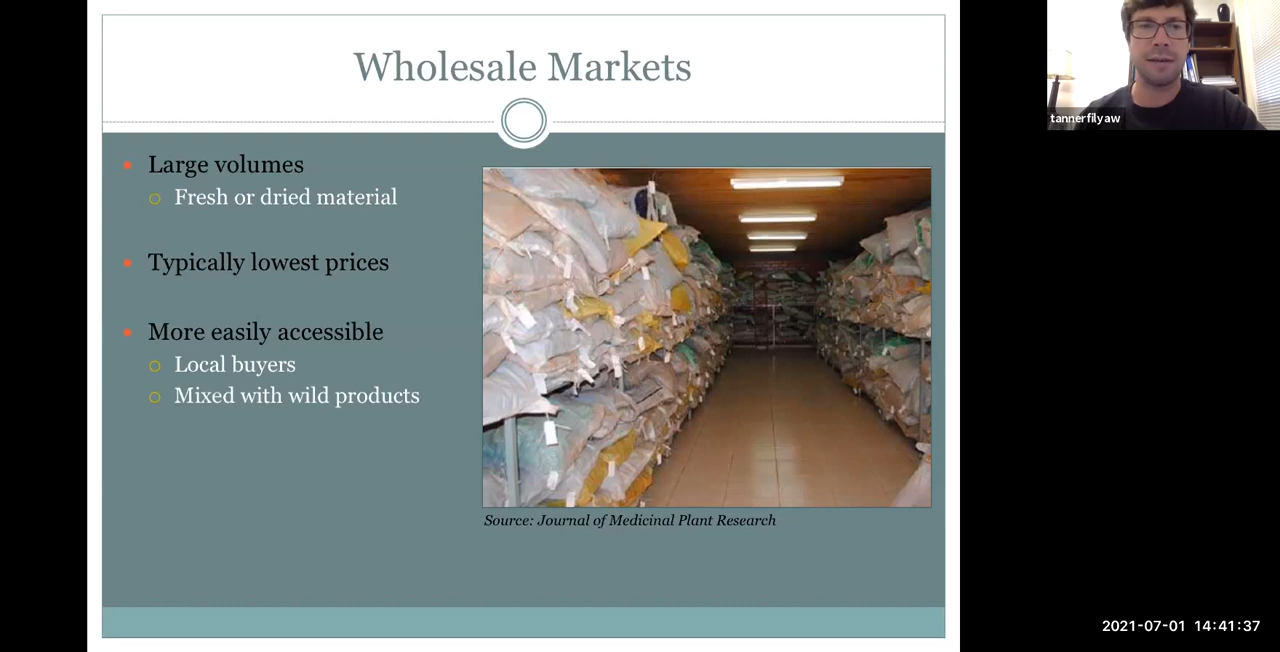 Wholesale Markets
Large volumes
Fresh or dried material
Typically lowest prices
More easily accessible
Local buyers
Mixed with wild products
Source: Journal of Medicinal Plant Research
tannerfilyaw
2021-07-01 14:41:37